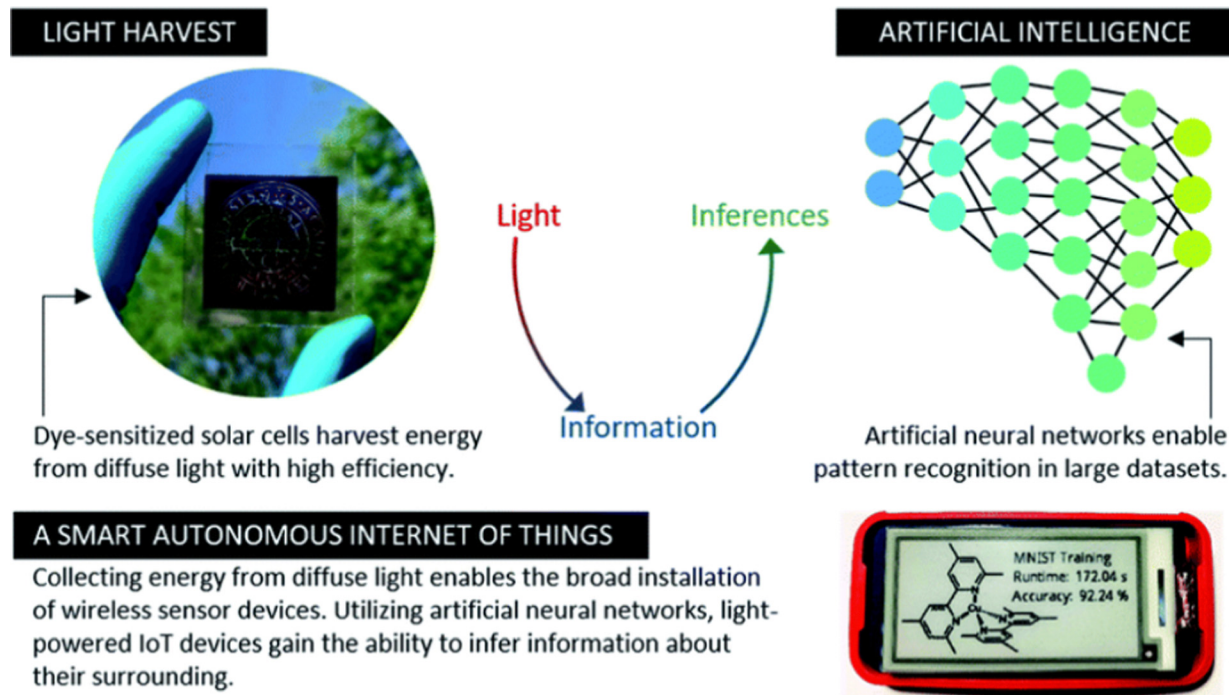 LIGHT HARVEST
ARTIFICIAL INTELLIGENCE
Light
Inferences
Information
Dye-sensitized solar cells harvest energy
from diffuse light with high efficiency.
Artificial neural networks enable
pattern recognition in large datasets.
A SMART AUTONOMOUS INTERNET OF THINGS
Collecting energy from diffuse light enables the broad installation
of wireless sensor devices. Utilizing artificial neural networks, light-
powered IoT devices gain the ability to infer information about
their surrounding.
MNIST Training
Runtime: 172.04 s
Accuracy: 92.24 %